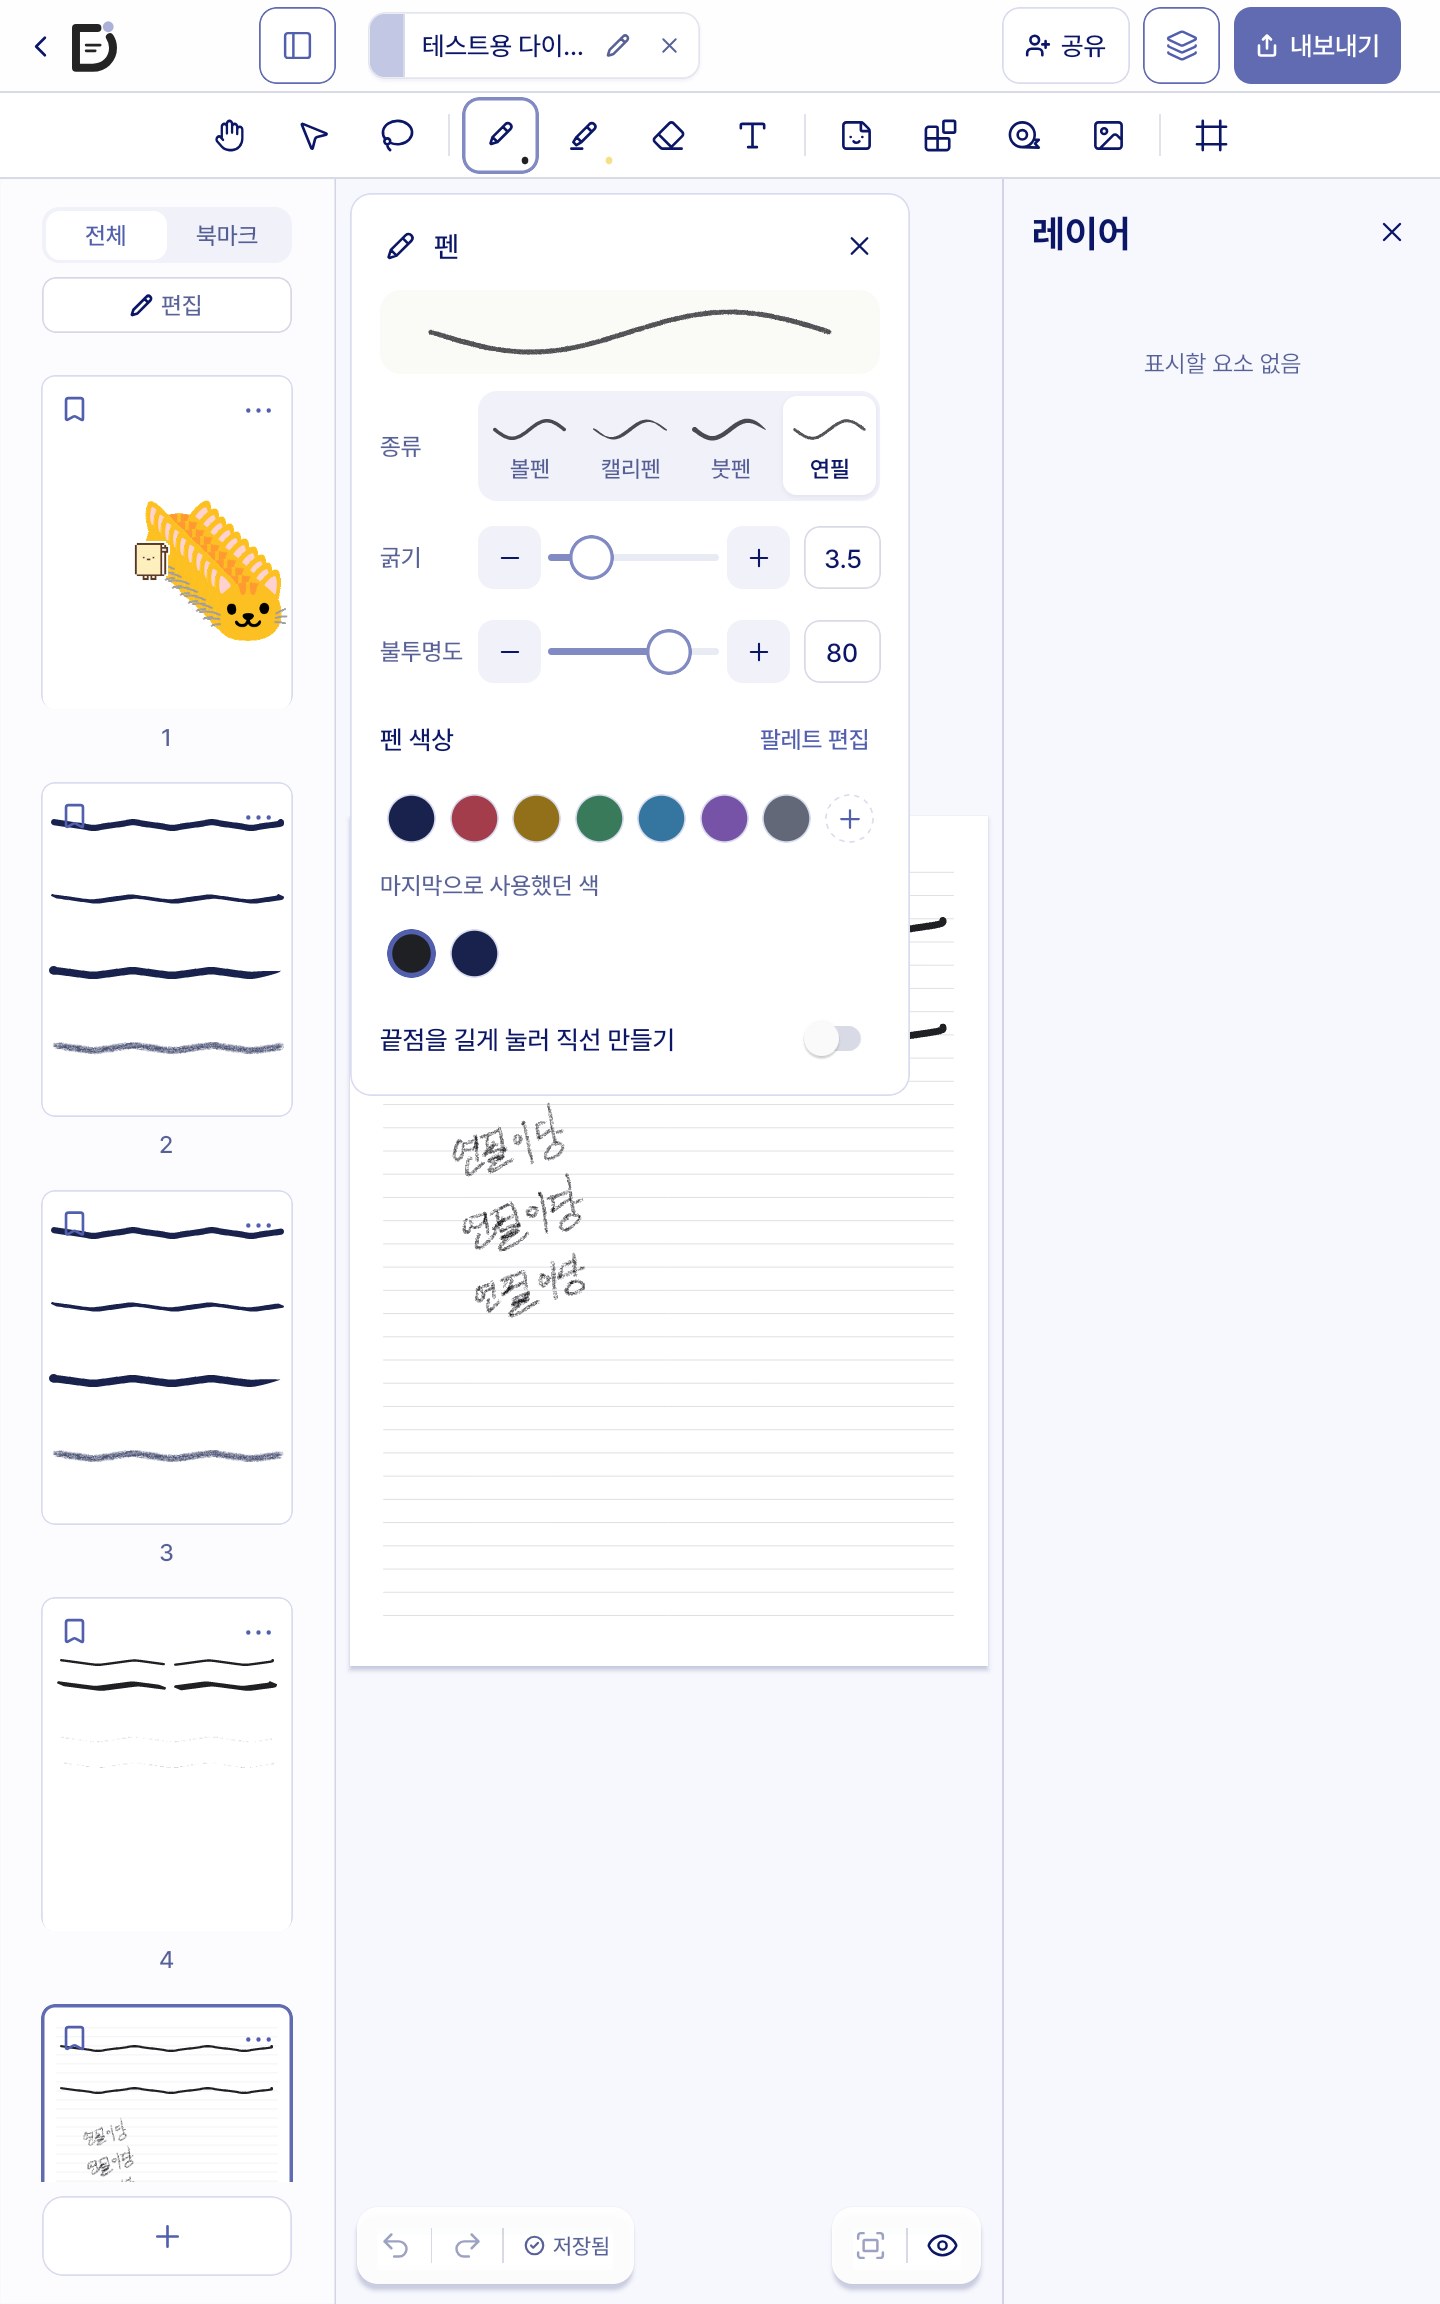 테스트용 다이...
공유
내보내기
전체
북마크
편집
1
2
3
4
펜
종류
볼펜
캘리펜
붓펜
연필
굵기
3.5
불투명도
80
펜 색상
팔레트 편집
마지막으로 사용했던 색
끝점을 길게 눌러 직선 만들기
연필이당
연필이당
연필이당
저장됨
레이어
표시할 요소 없음